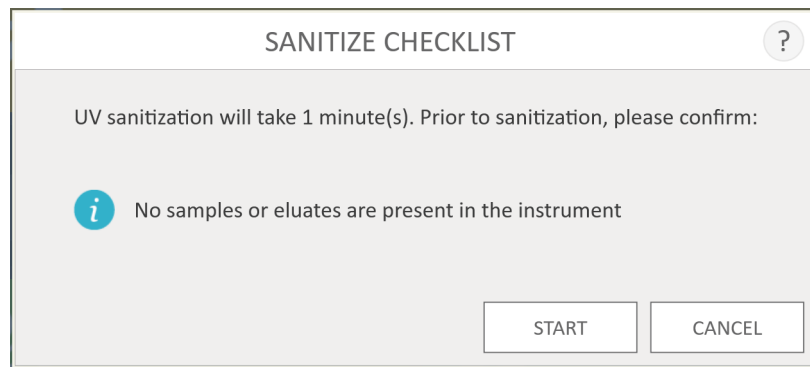 SANITIZE CHECKLIST
?
UV sanitization will take 1 minute(s). Prior to sanitization, please confirm:
i
No samples or eluates are present in the instrument
START
CANCEL